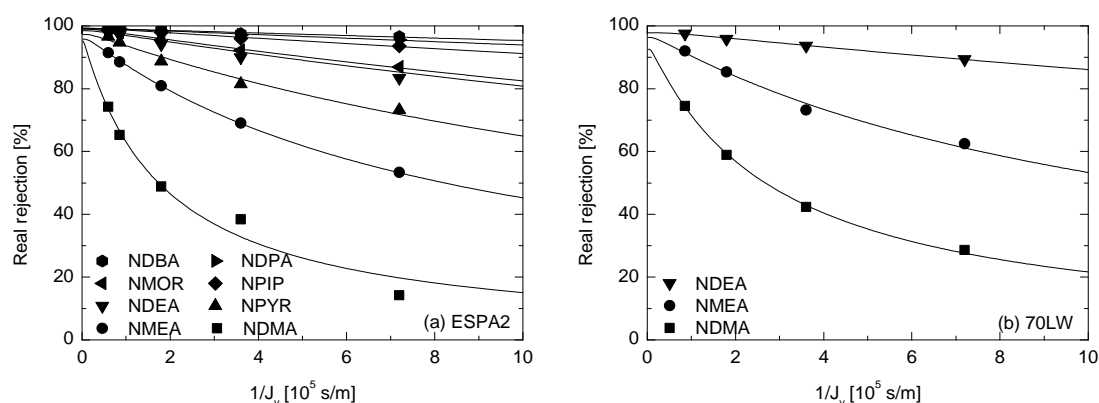 100
80
60
40
20
0
Real rejection [%]
NDBA
NMOR
NDEA
NMEA
NDPA
NPIP
NPYR
NDMA
(a) ESPA2
0 2 4 6 8 10
1/Jv [10^5 s/m]
100
80
60
40
20
0
Real rejection [%]
NDEA
NMEA
NDMA
(b) 70LW
0 2 4 6 8 10
1/Jv [10^5 s/m]